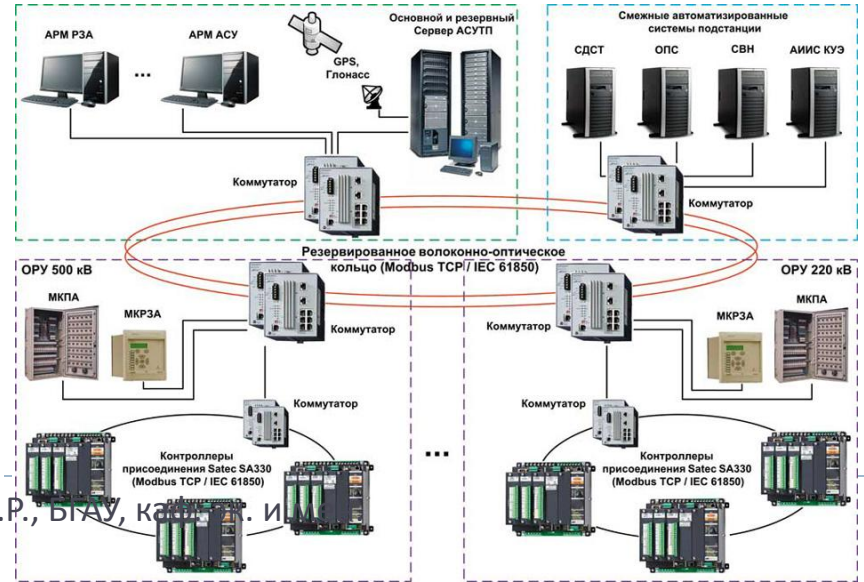 АРМ РЗА
АРМ АСУ
...
GPS,
Глонасс
Основной и резервный
Сервер АСУТП
Коммутатор
Смежные автоматизированные
системы подстанции
СДСТ
ОПС
СВН
АИИС КУЭ
Коммутатор
Резервированное волоконно-оптическое
кольцо (Modbus TCP / IEC 61850)
ОРУ 500 кВ
МКПА
МКРЗА
Коммутатор
Коммутатор
Контроллеры
присоединения Satec SA330
(Modbus TCP / IEC 61850)
...
ОРУ 220 кВ
МКПА
МКРЗА
Коммутатор
Коммутатор
Контроллеры
присоединения Satec SA330
(Modbus TCP / IEC 61850)
.Р., БГАУ,